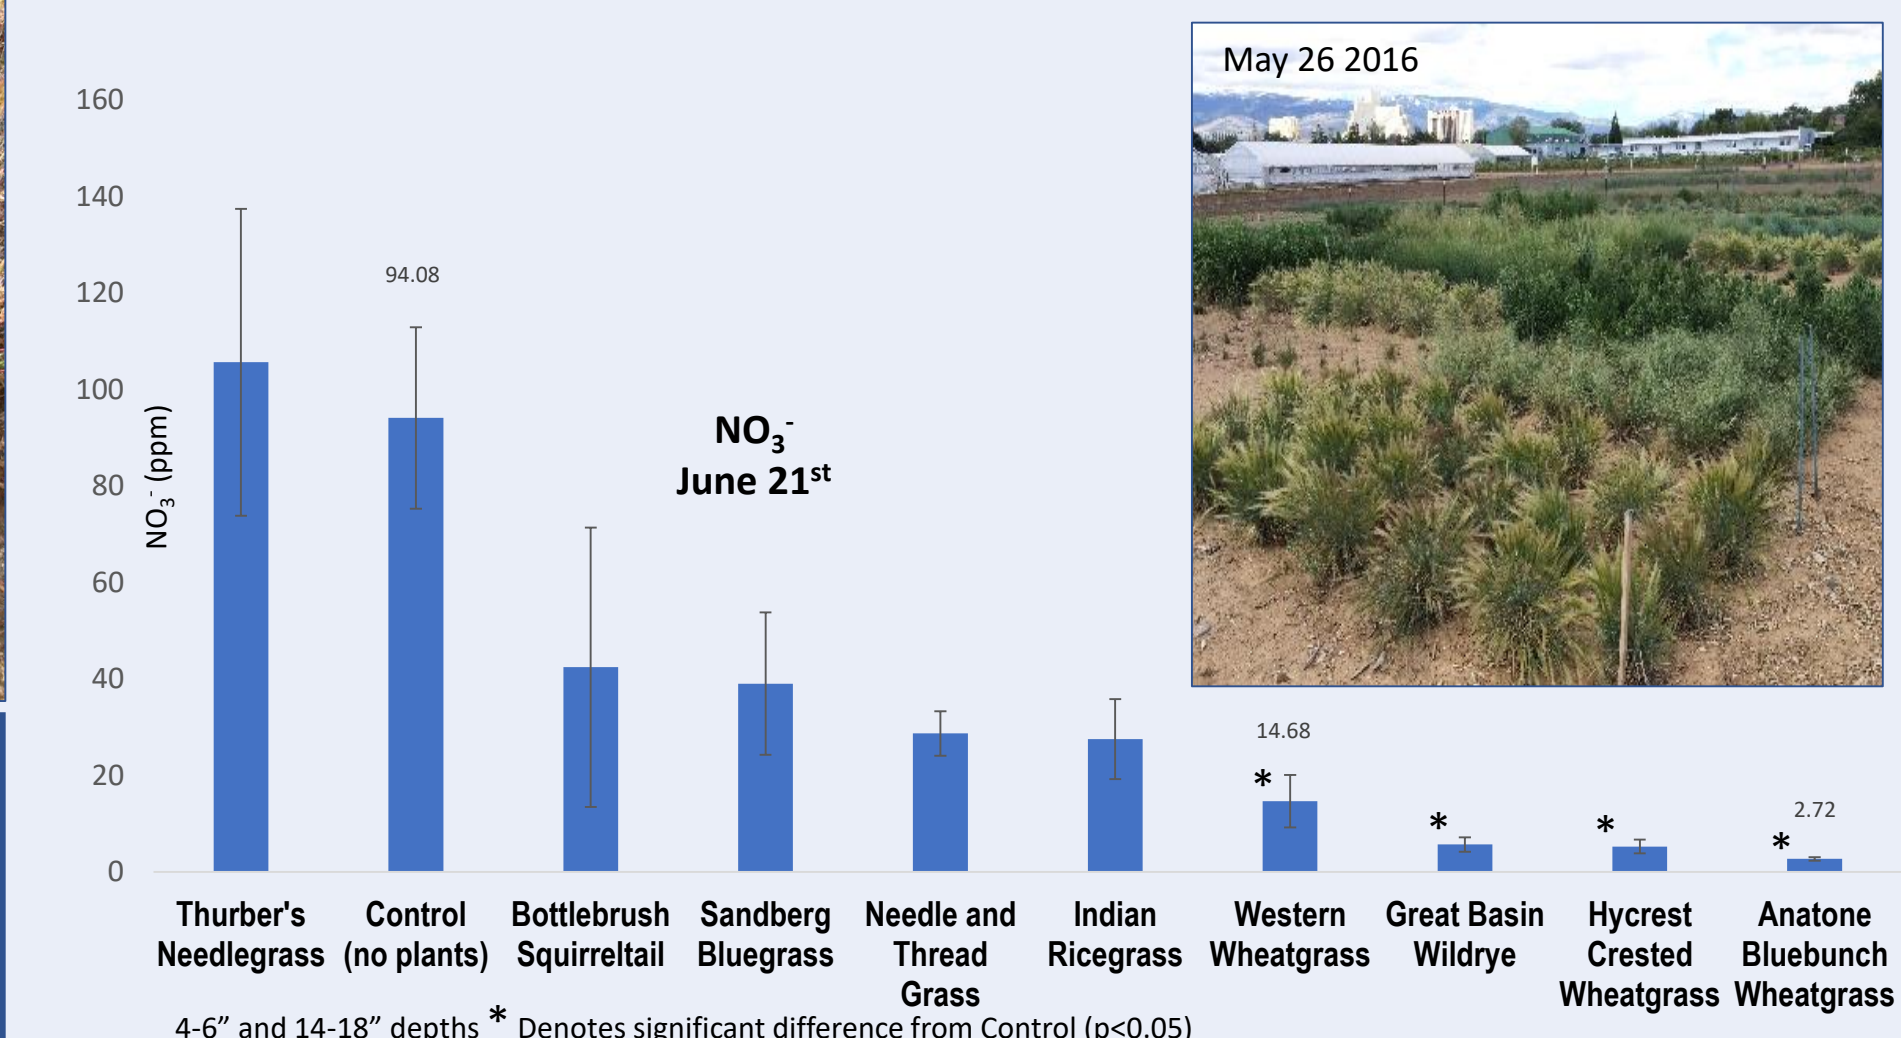 May 26 2016
160
140
120
100
80
60
40
20
0
NO₃⁻ (ppm)
94.08
NO₃⁻
June 21ˢᵗ
14.68
2.72
*
*
*
*
Thurber's
Needlegrass
Control
(no plants)
Bottlebrush
Squirreltail
Sandberg
Bluegrass
Needle and
Thread
Grass
Indian
Ricegrass
Western
Wheatgrass
Great Basin
Wildrye
Hycrest
Crested
Wheatgrass
Anatone
Bluebunch
Wheatgrass
4-6” and 14-18” depths * Denotes significant difference from Control (p<0.05)